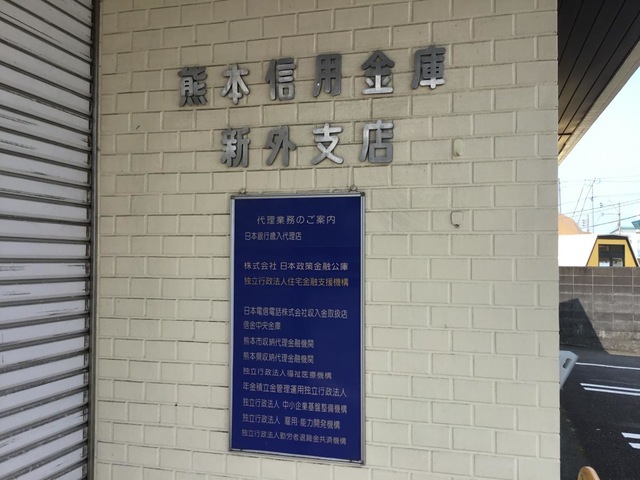 熊本信用金庫
新外支店
代理業務のご案内
日本銀行歳入代理店
株式会社 日本政策金融公庫
独立行政法人住宅金融支援機構
日本電信電話株式会社収入金取扱店
信金中央金庫
熊本市収納代理金融機関
熊本県収納代理金融機関
独立行政法人福祉医療機構
年金積立金管理運用独立行政法人
独立行政法人 中小企業基盤整備機構
独立行政法人 雇用・能力開発機構
独立行政法人勤労者退職金共済機構